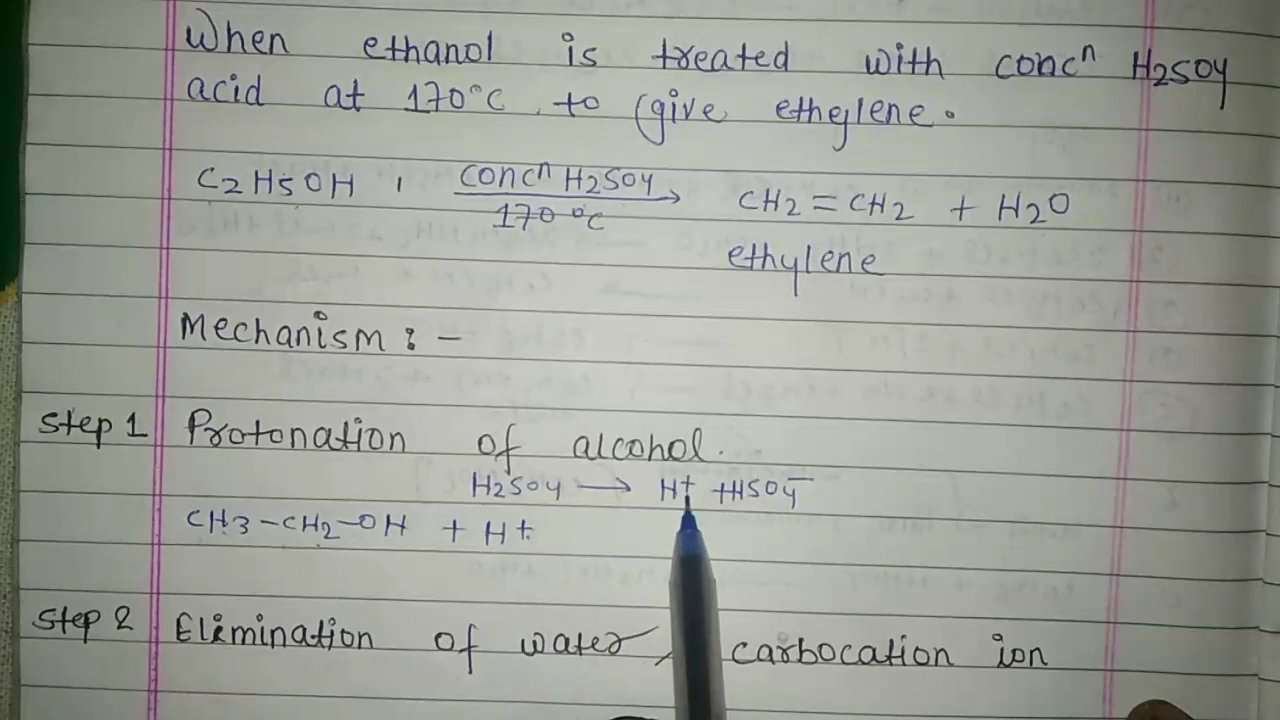 When ethanol is treated with concⁿ H2SO4
acid at 170°C to give ethylene.
C2H5OH, concⁿ H2SO4 → CH2=CH2 + H2O
170°C
ethylene
Mechanism :-
Step 1 Protonation of alcohol.
H2SO4 → H+ + HSO4⁻
CH3-CH2-OH + H+
Step 2 Elimination of water, carbocation ion